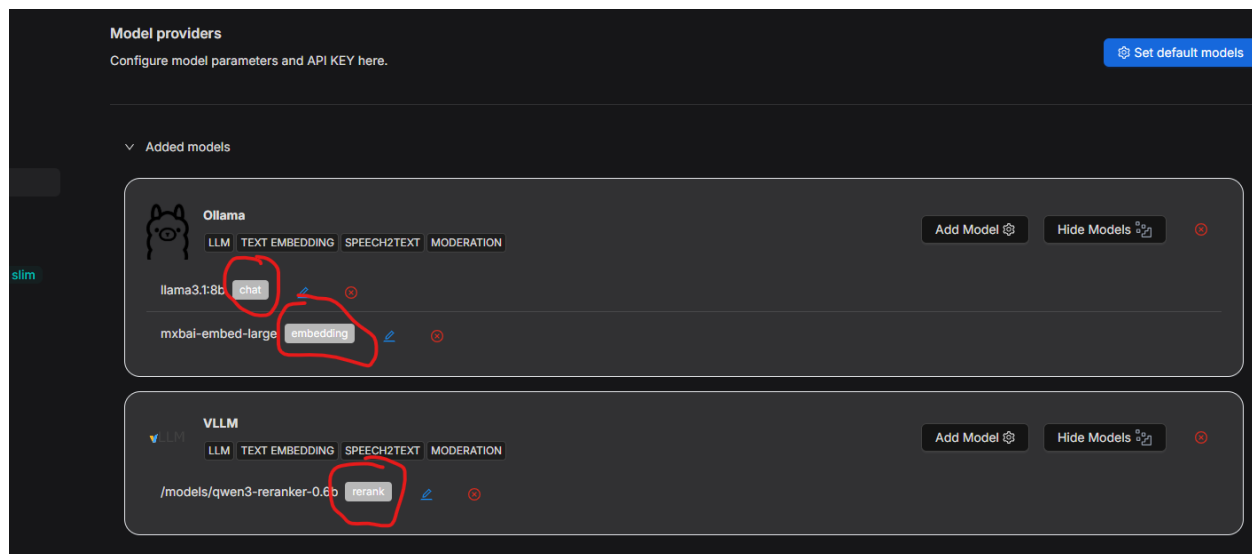 Model providers
Configure model parameters and API KEY here.
Set default models
Added models
Ollama
LLM TEXT EMBEDDING SPEECH2TEXT MODERATION
Add Model Hide Models
slim
llama3.1:8b chat
mxbai-embed-large embedding
VLLM
LLM TEXT EMBEDDING SPEECH2TEXT MODERATION
Add Model Hide Models
vLLM
/models/qwen3-reranker-0.6b rerank